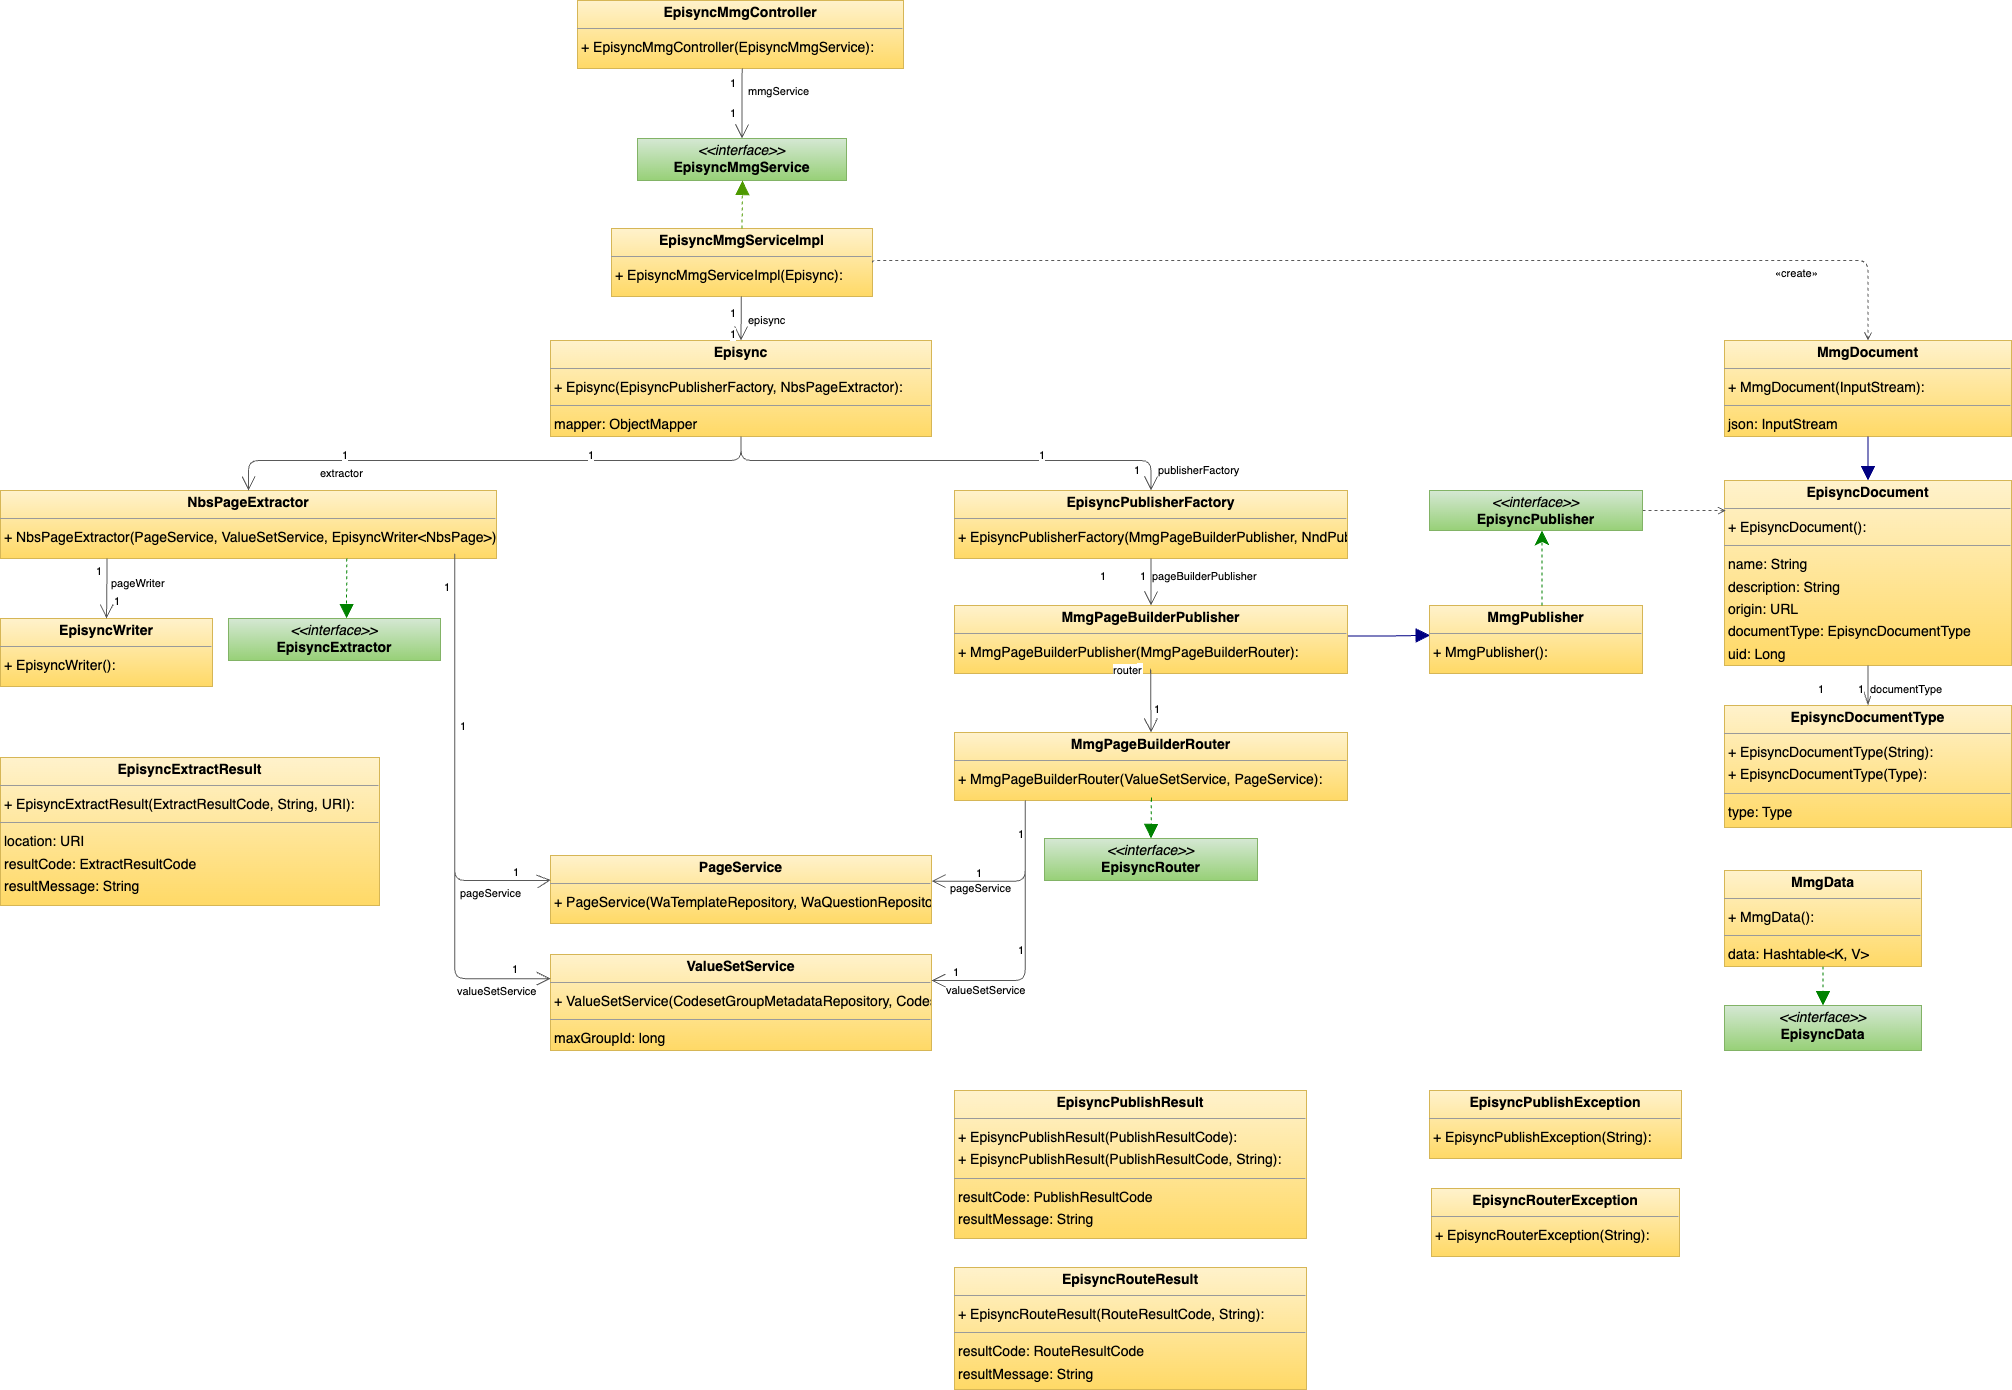 EpisyncMmgController
+ EpisyncMmgController(EpisyncMmgService):
1
mmgService
1
<<interface>>
EpisyncMmgService
EpisyncMmgServiceImpl
+ EpisyncMmgServiceImpl(Episync):
«create»
1
episync
1
Episync
+ Episync(EpisyncPublisherFactory, NbsPageExtractor):
mapper: ObjectMapper
MmgDocument
+ MmgDocument(InputStream):
json: InputStream
1
1
1
extractor
1
publisherFactory
NbsPageExtractor
+ NbsPageExtractor(PageService, ValueSetService, EpisyncWriter<NbsPage>)
EpisyncPublisherFactory
+ EpisyncPublisherFactory(MmgPageBuilderPublisher, NndPub
<<interface>>
EpisyncPublisher
EpisyncDocument
+ EpisyncDocument():
name: String
description: String
origin: URL
documentType: EpisyncDocumentType
uid: Long
1
pageWriter
1
1
1
1
pageBuilderPublisher
EpisyncWriter
+ EpisyncWriter():
<<interface>>
EpisyncExtractor
MmgPageBuilderPublisher
+ MmgPageBuilderPublisher(MmgPageBuilderRouter):
router
1
MmgPublisher
+ MmgPublisher():
1
1
documentType
EpisyncDocumentType
+ EpisyncDocumentType(String):
+ EpisyncDocumentType(Type):
type: Type
1
MmgPageBuilderRouter
+ MmgPageBuilderRouter(ValueSetService, PageService):
EpisyncExtractResult
+ EpisyncExtractResult(ExtractResultCode, String, URI):
location: URI
resultCode: ExtractResultCode
resultMessage: String
1
<<interface>>
EpisyncRouter
1
pageService
PageService
+ PageService(WaTemplateRepository, WaQuestionReposito
1
pageService
MmgData
+ MmgData():
data: Hashtable<K, V>
1
1
valueSetService
ValueSetService
+ ValueSetService(CodesetGroupMetadataRepository, Codes
maxGroupId: long
1
valueSetService
<<interface>>
EpisyncData
EpisyncPublishResult
+ EpisyncPublishResult(PublishResultCode):
+ EpisyncPublishResult(PublishResultCode, String):
resultCode: PublishResultCode
resultMessage: String
EpisyncPublishException
+ EpisyncPublishException(String):
EpisyncRouterException
+ EpisyncRouterException(String):
EpisyncRouteResult
+ EpisyncRouteResult(RouteResultCode, String):
resultCode: RouteResultCode
resultMessage: String